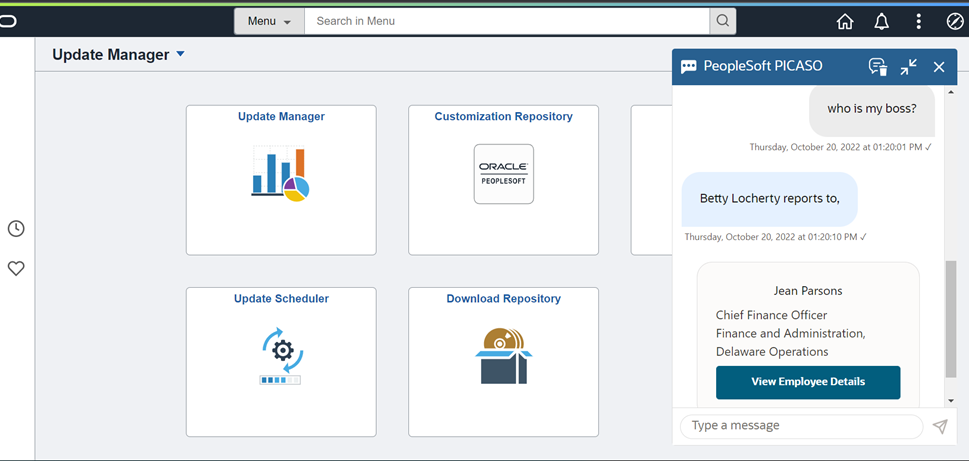 Menu
Search in Menu
Update Manager
Update Manager
Customization Repository
ORACLE
PEOPLESOFT
Update Scheduler
Download Repository
PeopleSoft PICASO
who is my boss?
Thursday, October 20, 2022 at 01:20:01 PM ✓
Betty Locherty reports to,
Thursday, October 20, 2022 at 01:20:10 PM ✓
Jean Parsons
Chief Finance Officer
Finance and Administration,
Delaware Operations
View Employee Details
Type a message